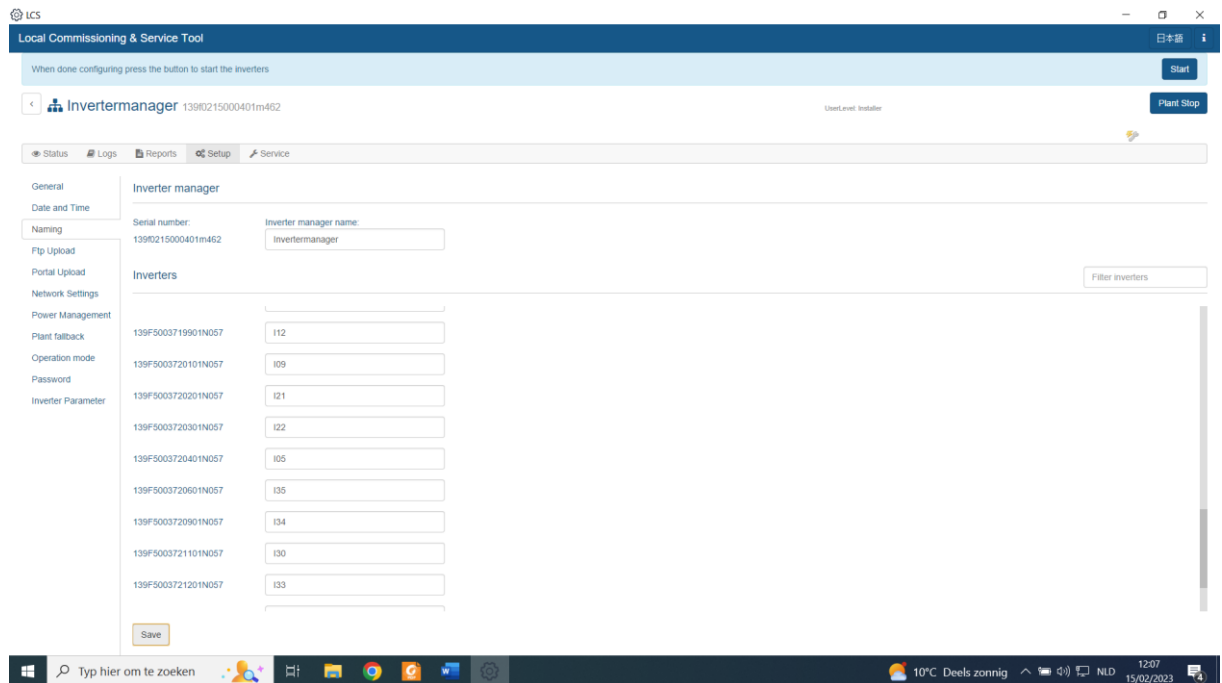 LCS
Local Commissioning & Service Tool 日本語 i
When done configuring press the button to start the inverters Start
Invertermanager 139f0215000401m462 UserLevel: Installer Plant Stop
Status Logs Reports Setup Service
General
Date and Time
Naming
Ftp Upload
Portal Upload
Network Settings
Power Management
Plant fallback
Operation mode
Password
Inverter Parameter
Inverter manager
Serial number: Inverter manager name:
139f0215000401m462 Invertermanager
Inverters Filter inverters
139F5003719901N057 I12
139F5003720101N057 I09
139F5003720201N057 I21
139F5003720301N057 I22
139F5003720401N057 I05
139F5003720601N057 I35
139F5003720901N057 I34
139F5003721101N057 I30
139F5003721201N057 I33
Save
Typ hier om te zoeken 10°C Deels zonnig NLD 12:07
15/02/2023 4